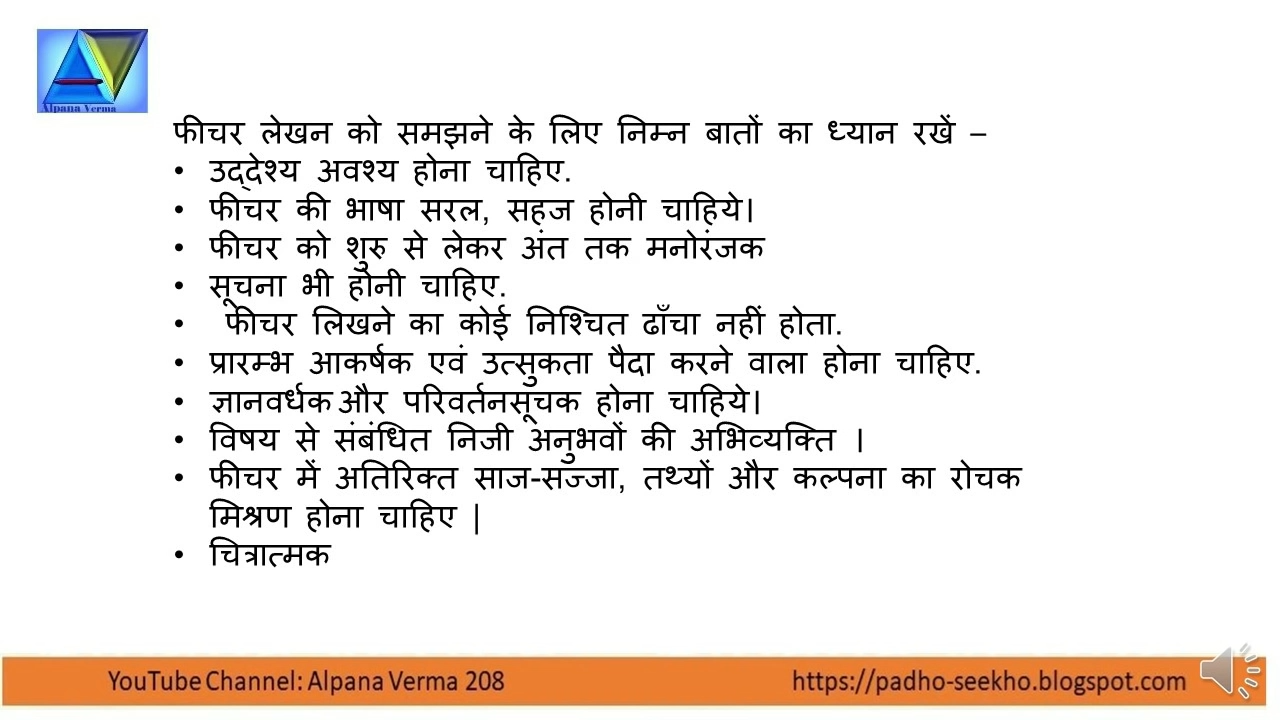 Alpana Verma
फीचर लेखन को समझने के लिए निम्न बातों का ध्यान रखें –
• उद्देश्य अवश्य होना चाहिए.
• फीचर की भाषा सरल, सहज होनी चाहिये।
• फीचर को शुरु से लेकर अंत तक मनोरंजक
• सूचना भी होनी चाहिए.
• फीचर लिखने का कोई निश्चित ढाँचा नहीं होता.
• प्रारम्भ आकर्षक एवं उत्सुकता पैदा करने वाला होना चाहिए.
• ज्ञानवर्धक और परिवर्तनसूचक होना चाहिये।
• विषय से संबंधित निजी अनुभवों की अभिव्यक्ति ।
• फीचर में अतिरिक्त साज-सज्जा, तथ्यों और कल्पना का रोचक
मिश्रण होना चाहिए |
• चित्रात्मक
YouTube Channel: Alpana Verma 208 https://padho-seekho.blogspot.com